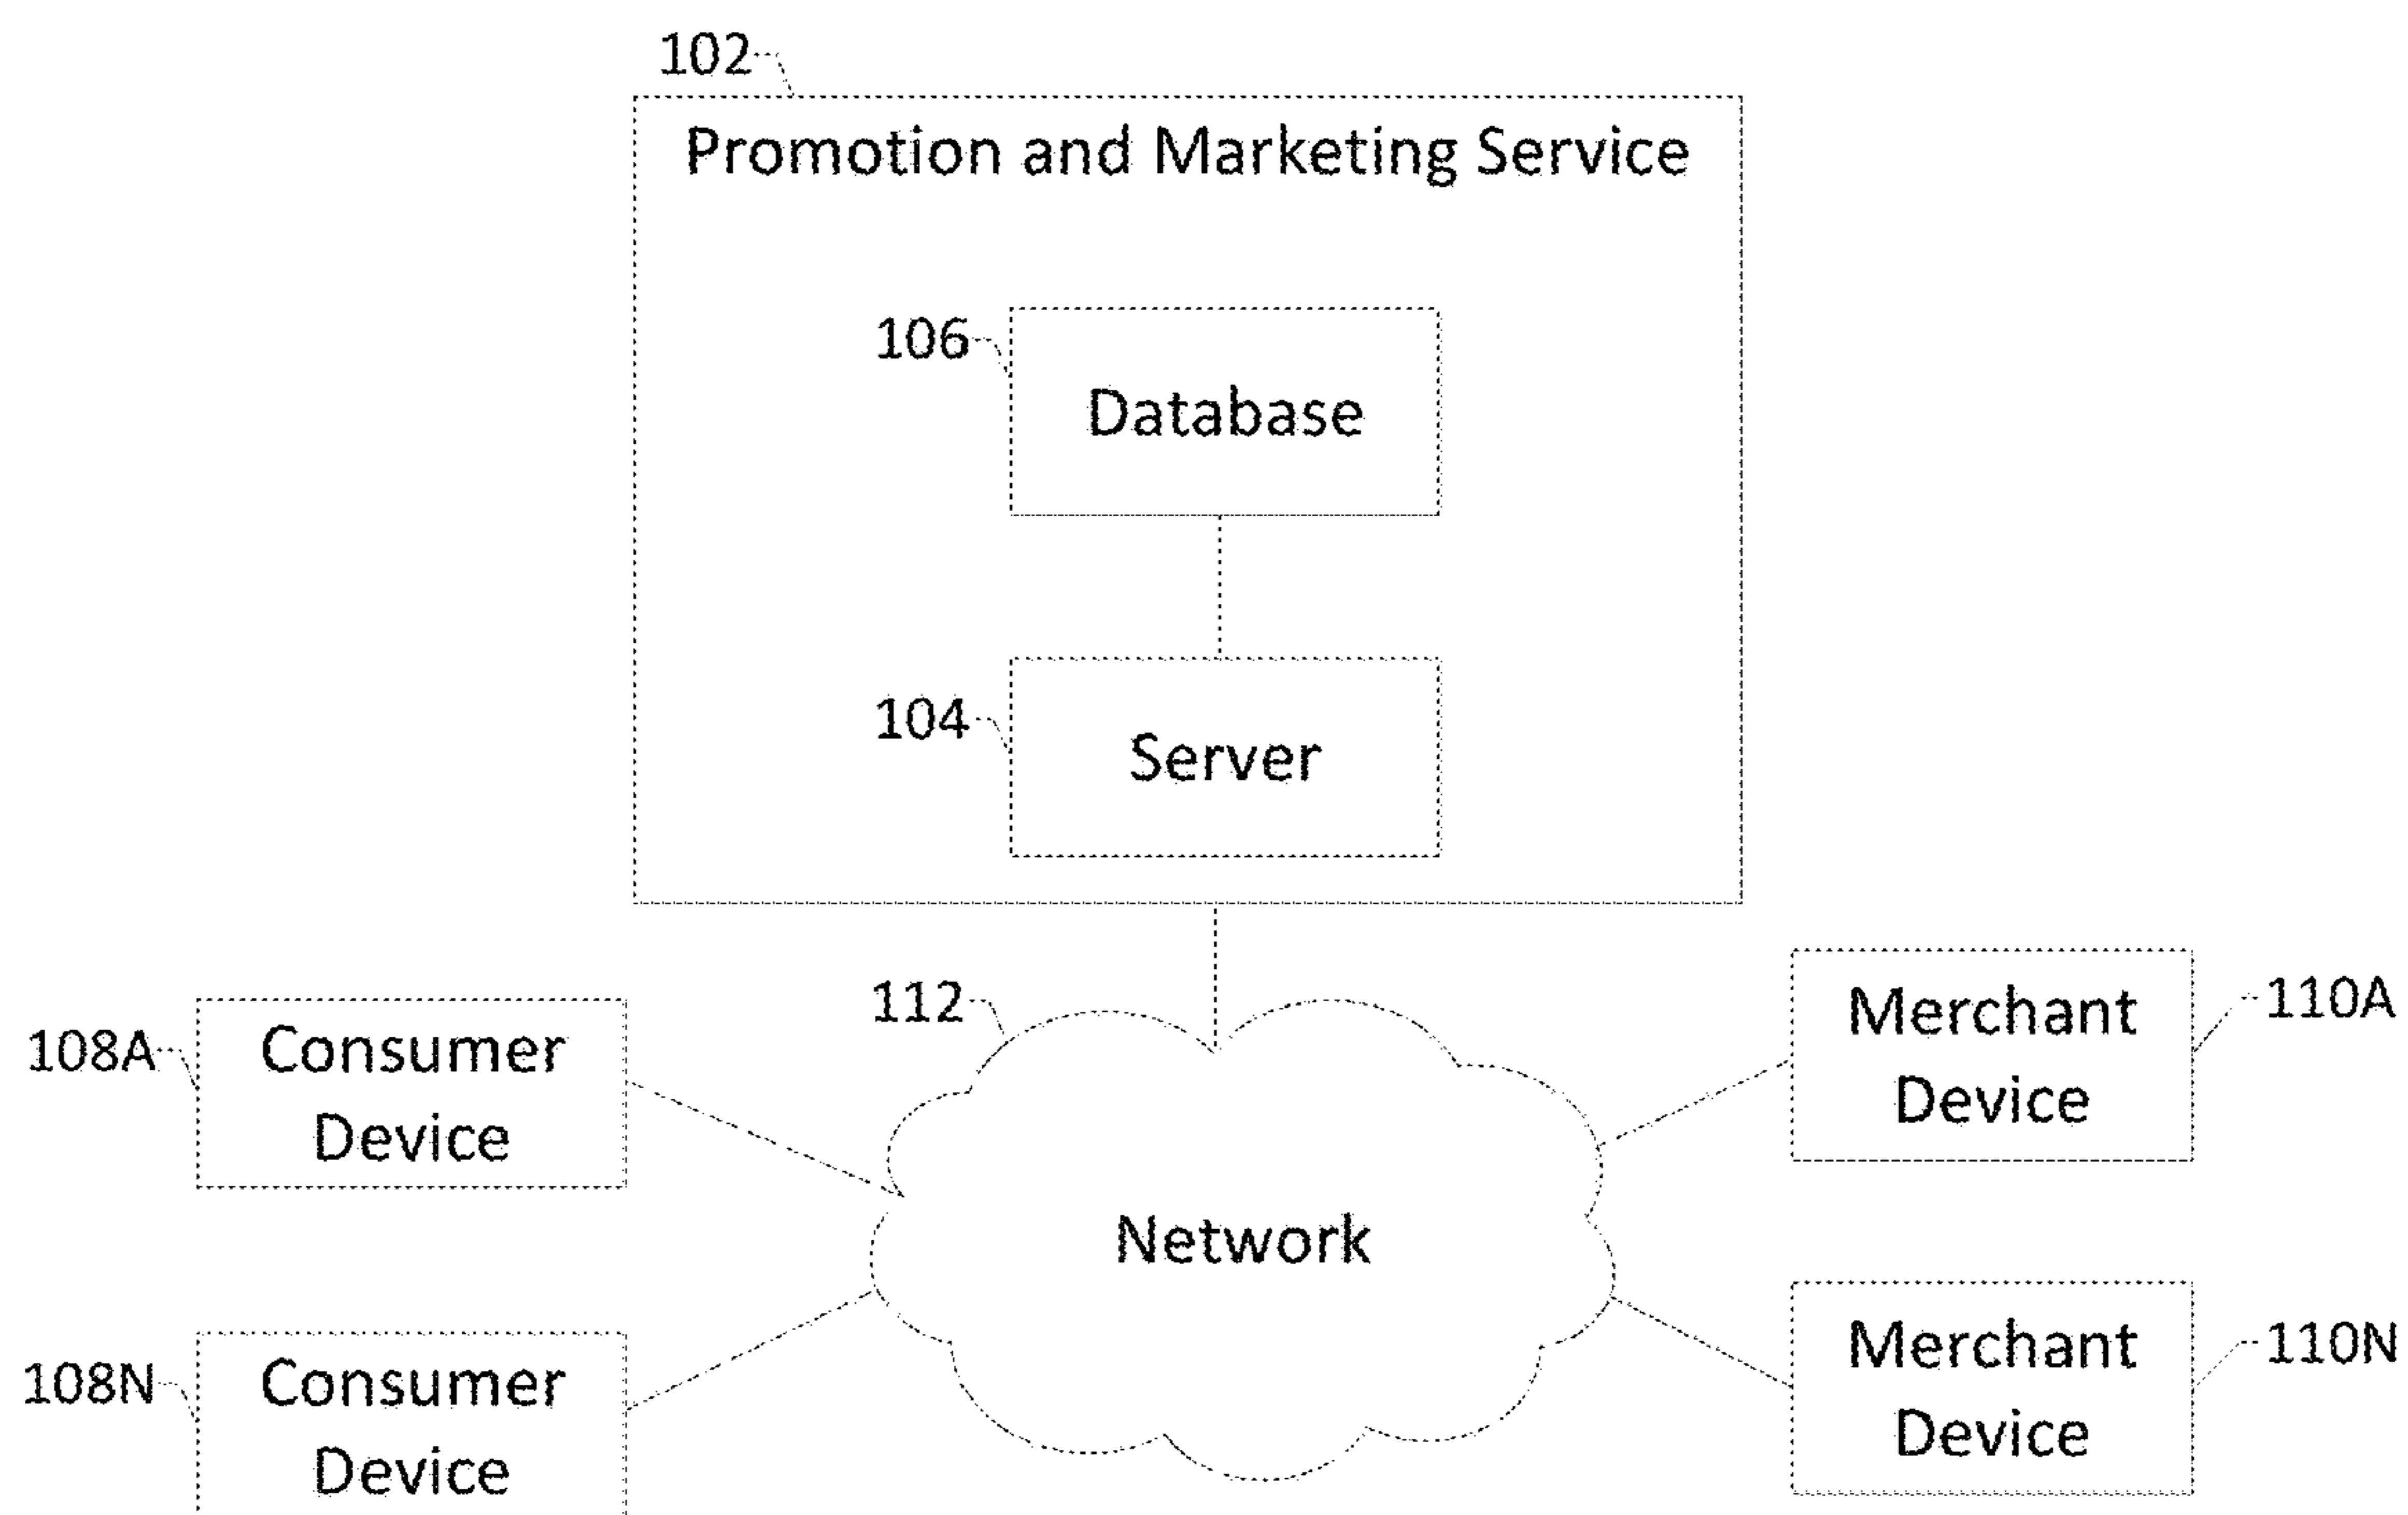 102
Promotion and Marketing Service
106
Database
104
Server
112
108A
Consumer
Device
Merchant
Device
110A
Network
108N
Consumer
Device
Merchant
Device
110N